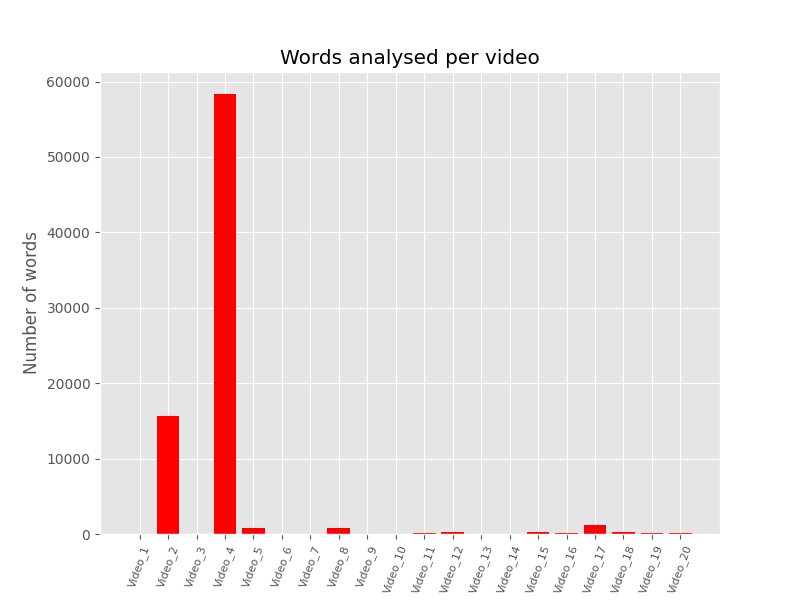 Words analysed per video
60000
50000
40000
30000
20000
10000
0
Number of words
Video_1
Video_2
Video_3
Video_4
Video_5
Video_6
Video_7
Video_8
Video_9
Video_10
Video_11
Video_12
Video_13
Video_14
Video_15
Video_16
Video_17
Video_18
Video_19
Video_20